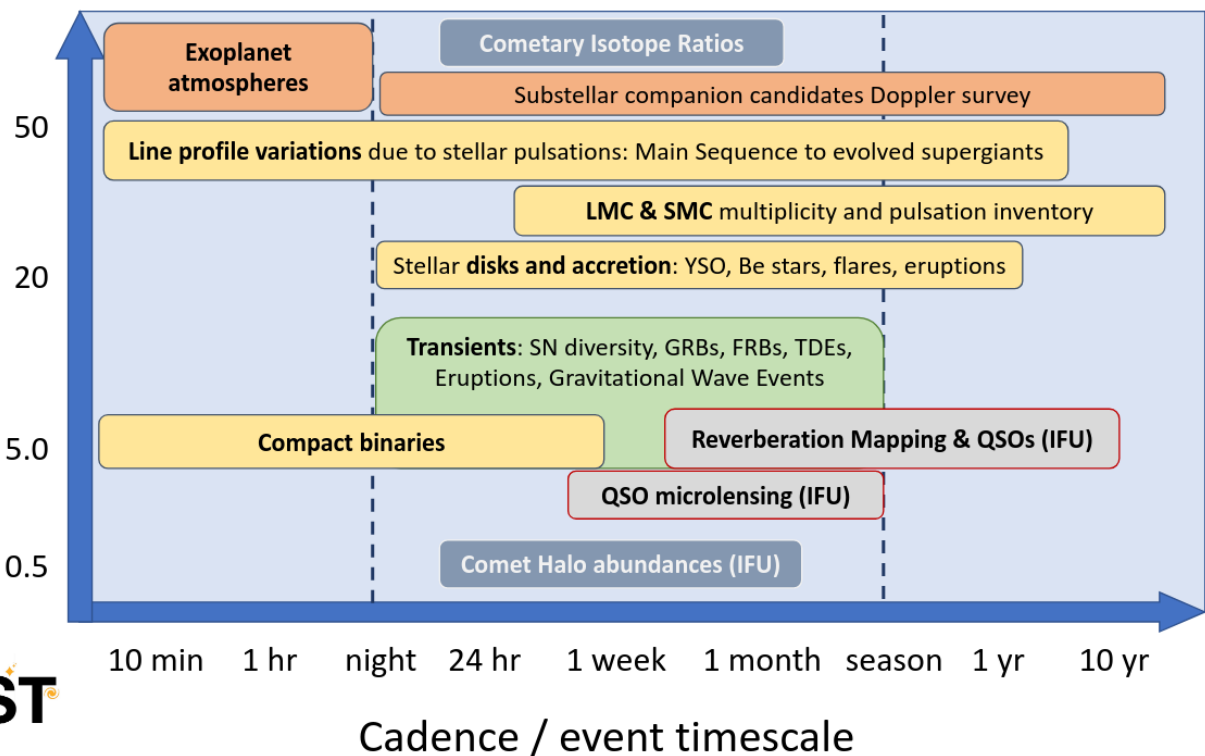 Exoplanet
atmospheres
Cometary Isotope Ratios
Substellar companion candidates Doppler survey
50
Line profile variations due to stellar pulsations: Main Sequence to evolved supergiants
LMC & SMC multiplicity and pulsation inventory
20
Stellar disks and accretion: YSO, Be stars, flares, eruptions
Transients: SN diversity, GRBs, FRBs, TDEs,
Eruptions, Gravitational Wave Events
5.0
Compact binaries
Reverberation Mapping & QSOs (IFU)
QSO microlensing (IFU)
0.5
Comet Halo abundances (IFU)
10 min 1 hr night 24 hr 1 week 1 month season 1 yr 10 yr
ST
Cadence / event timescale